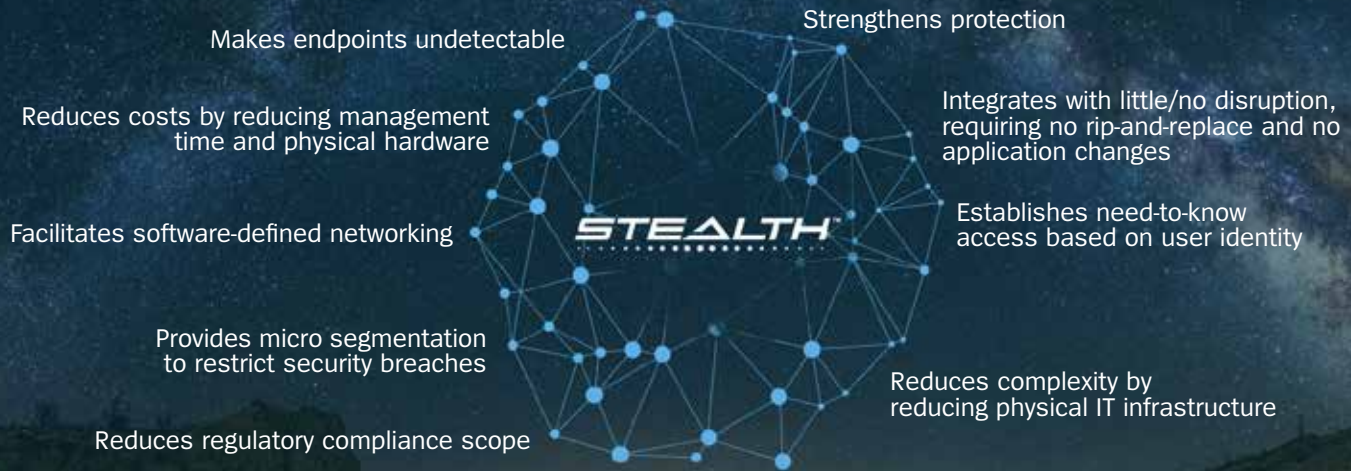 Makes endpoints undetectable
Strengthens protection
Reduces costs by reducing management
time and physical hardware
Integrates with little/no disruption,
requiring no rip-and-replace and no
application changes
Facilitates software-defined networking
STEALTH™
Establishes need-to-know
access based on user identity
Provides micro segmentation
to restrict security breaches
Reduces complexity by
reducing physical IT infrastructure
Reduces regulatory compliance scope